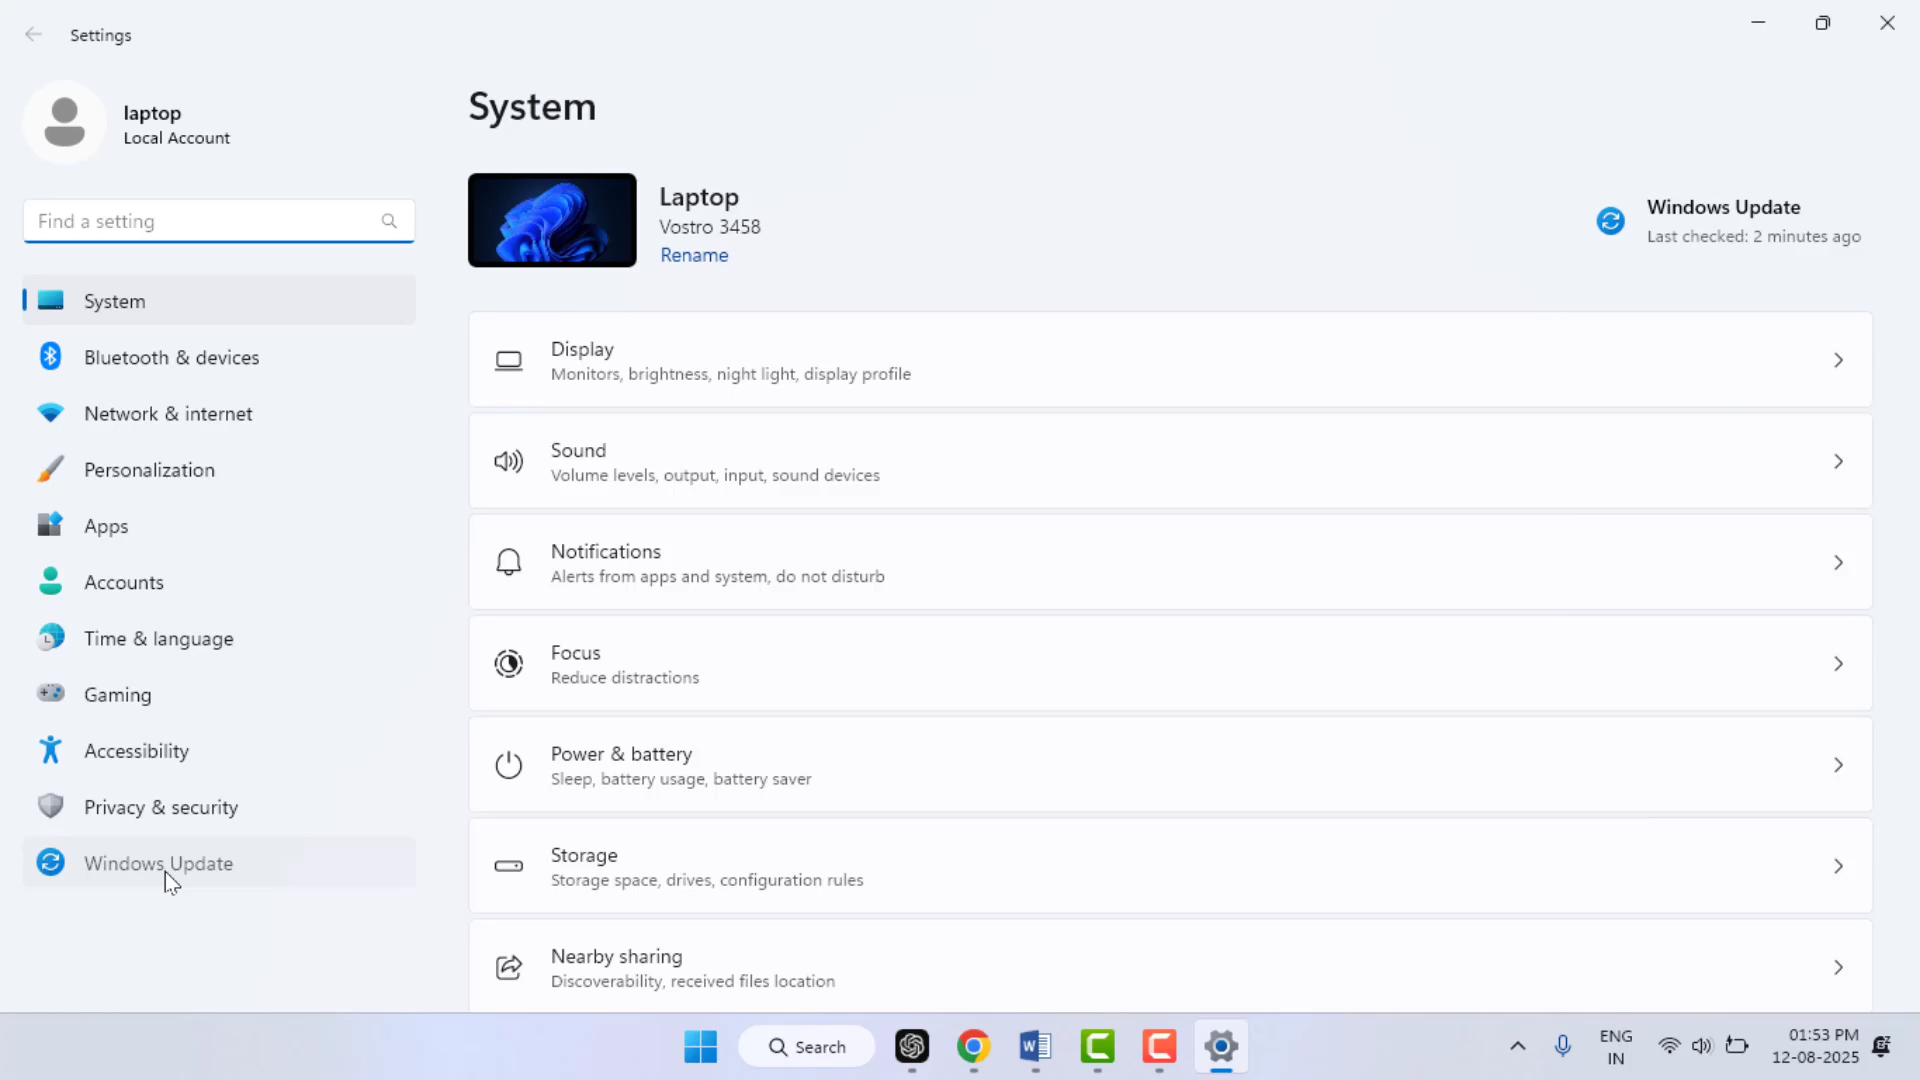 Settings
laptop
Local Account
Find a setting
System
Bluetooth & devices
Network & internet
Personalization
Apps
Accounts
Time & language
Gaming
Accessibility
Privacy & security
Windows Update
System
Laptop
Vostro 3458
Rename
Windows Update
Last checked: 2 minutes ago
Display
Monitors, brightness, night light, display profile
Sound
Volume levels, output, input, sound devices
Notifications
Alerts from apps and system, do not disturb
Focus
Reduce distractions
Power & battery
Sleep, battery usage, battery saver
Storage
Storage space, drives, configuration rules
Nearby sharing
Discoverability, received files location
Search
ENG
IN
01:53 PM
12-08-2025